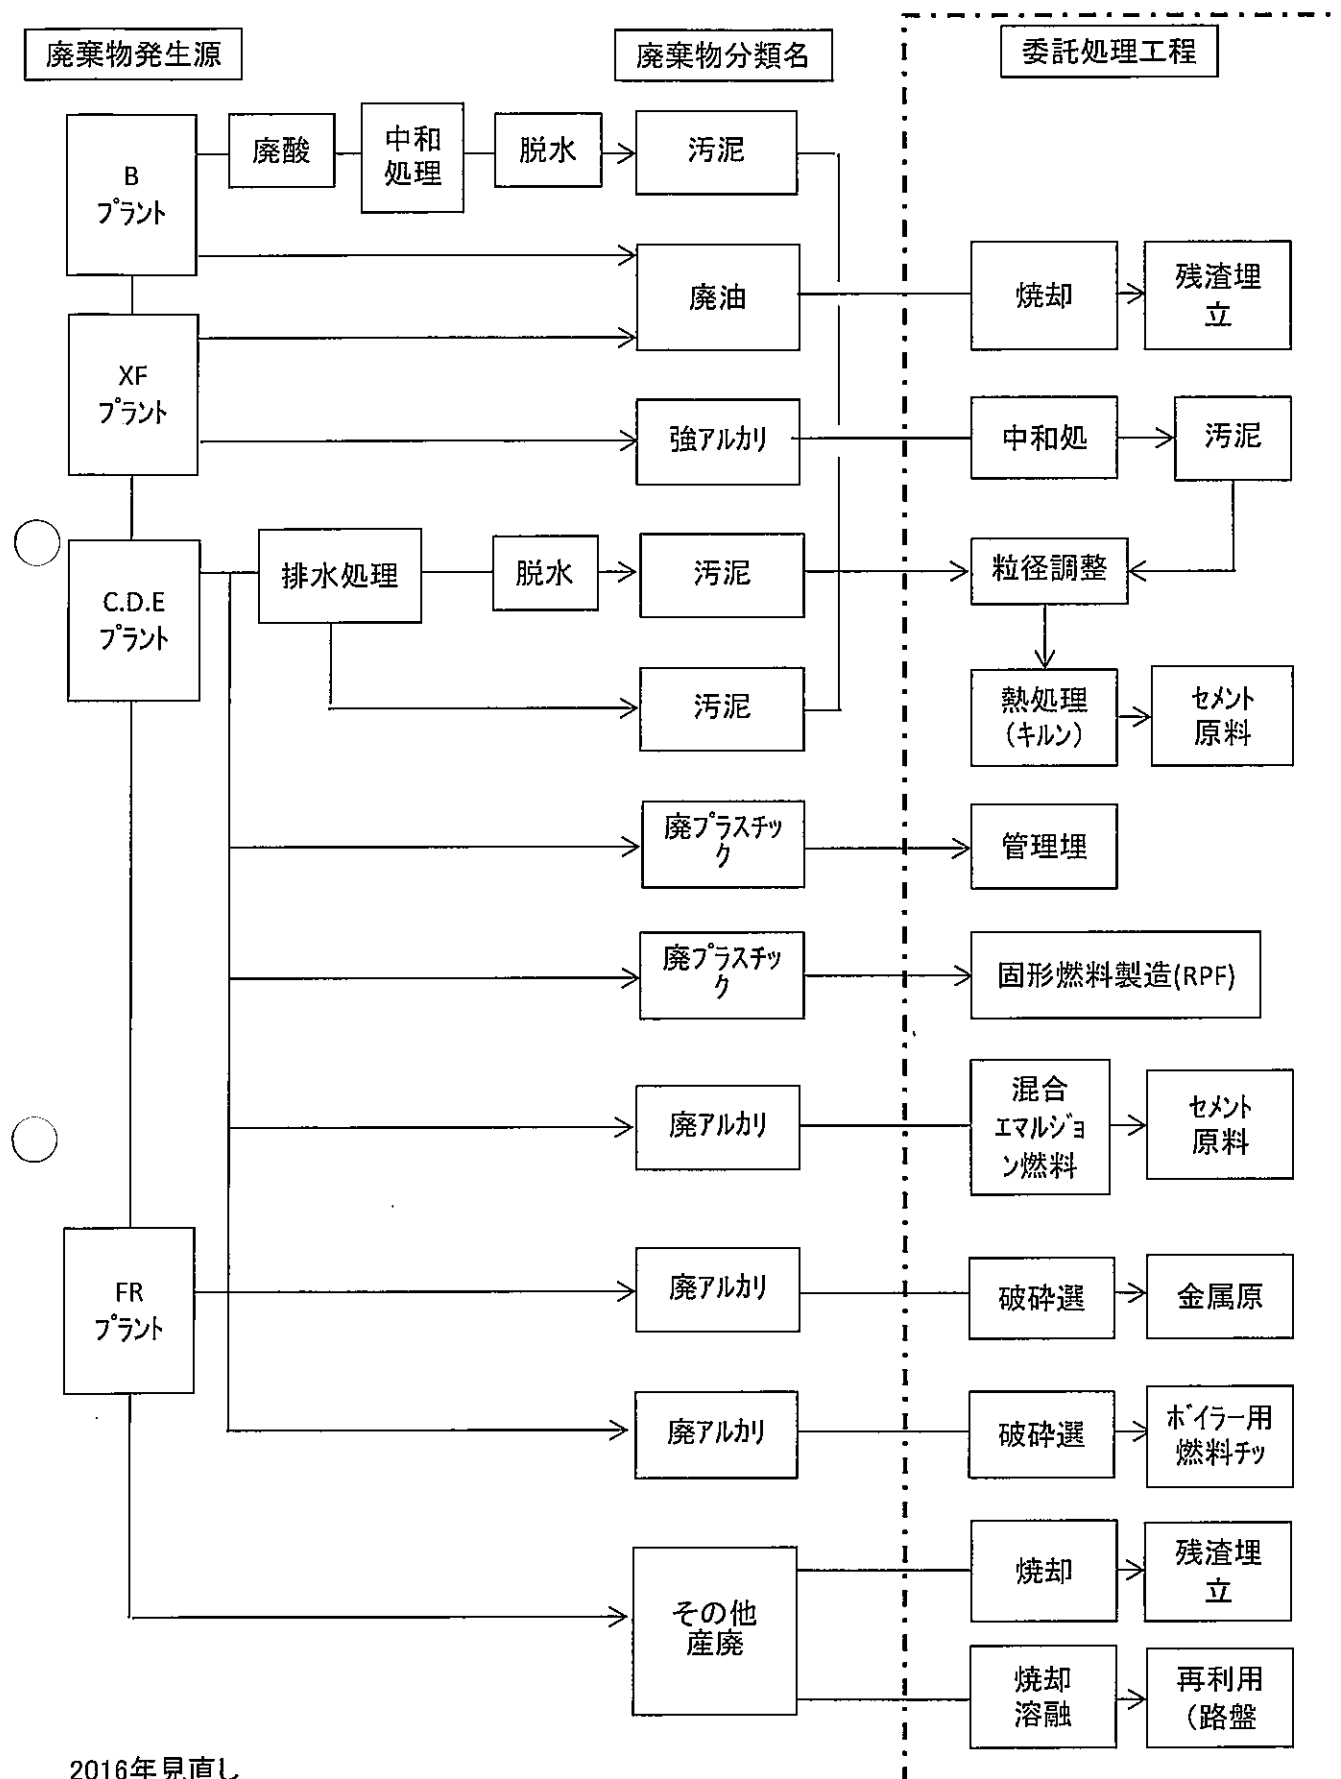 廃棄物発生源
廃棄物分類名
委託処理工程
B
プラント
廃酸
中和
処理
脱水
汚泥
廃油
焼却
残渣埋
立
XF
プラント
強アルカリ
中和処
汚泥
C.D.E
プラント
排水処理
脱水
汚泥
粒径調整
汚泥
熱処理
(キルン)
セメント
原料
廃プラスチッ
ク
管理埋
廃プラスチッ
ク
固形燃料製造(RPF)
廃アルカリ
混合
エマルジョ
ン燃料
セメント
原料
FR
プラント
廃アルカリ
破砕選
金属原
廃アルカリ
破砕選
ボイラー用
燃料チッ
その他
産廃
焼却
残渣埋
立
焼却
溶融
再利用
(路盤
2016年見直し